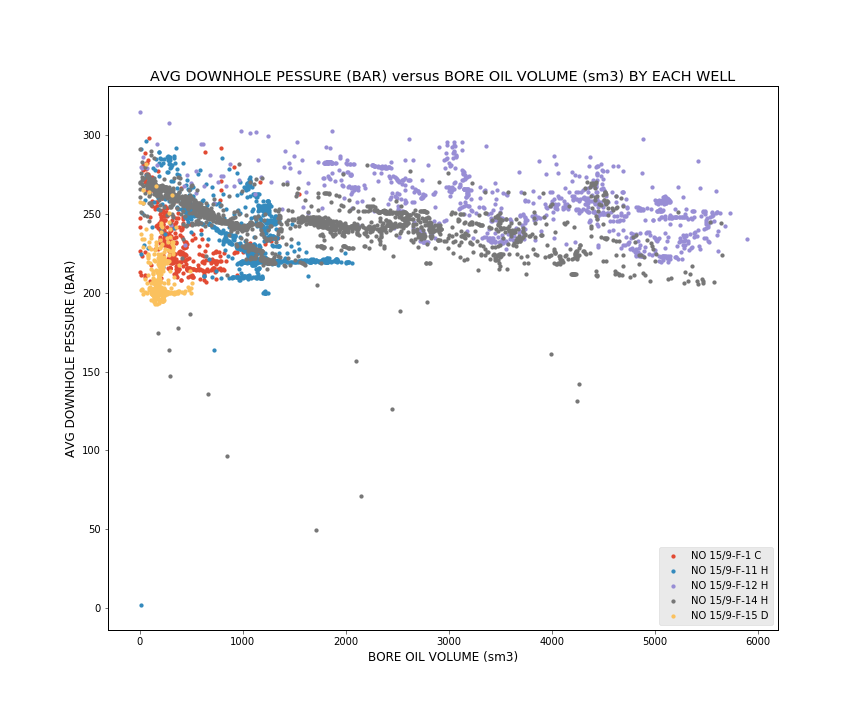 AVG DOWNHOLE PESSURE (BAR) versus BORE OIL VOLUME (sm3) BY EACH WELL
AVG DOWNHOLE PESSURE (BAR)
300
250
200
150
100
50
0
0 1000 2000 3000 4000 5000 6000
BORE OIL VOLUME (sm3)
NO 15/9-F-1 C
NO 15/9-F-11 H
NO 15/9-F-12 H
NO 15/9-F-14 H
NO 15/9-F-15 D